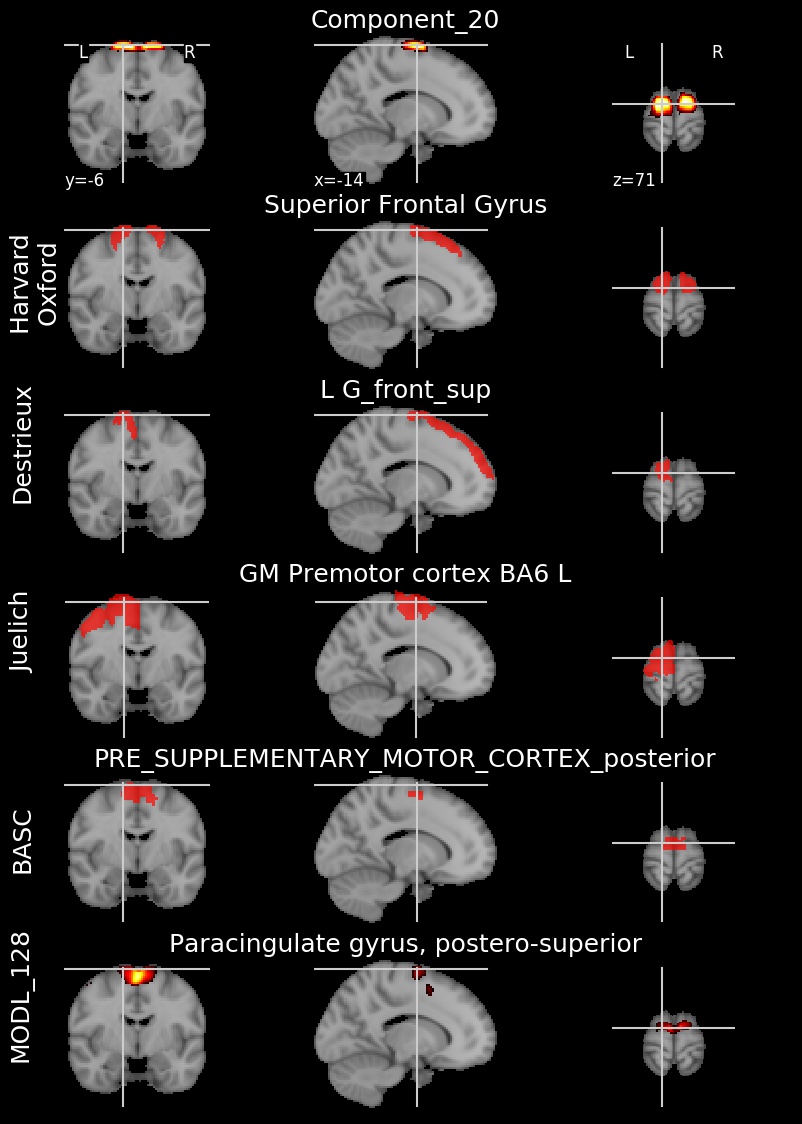 Component_20
L R L R
y=-6 x=-14 z=71
Superior Frontal Gyrus
Harvard
Oxford
L G_front_sup
Destrieux
GM Premotor cortex BA6 L
Juelich
PRE_SUPPLEMENTARY_MOTOR_CORTEX_posterior
BASC
Paracingulate gyrus, postero-superior
MODL_128